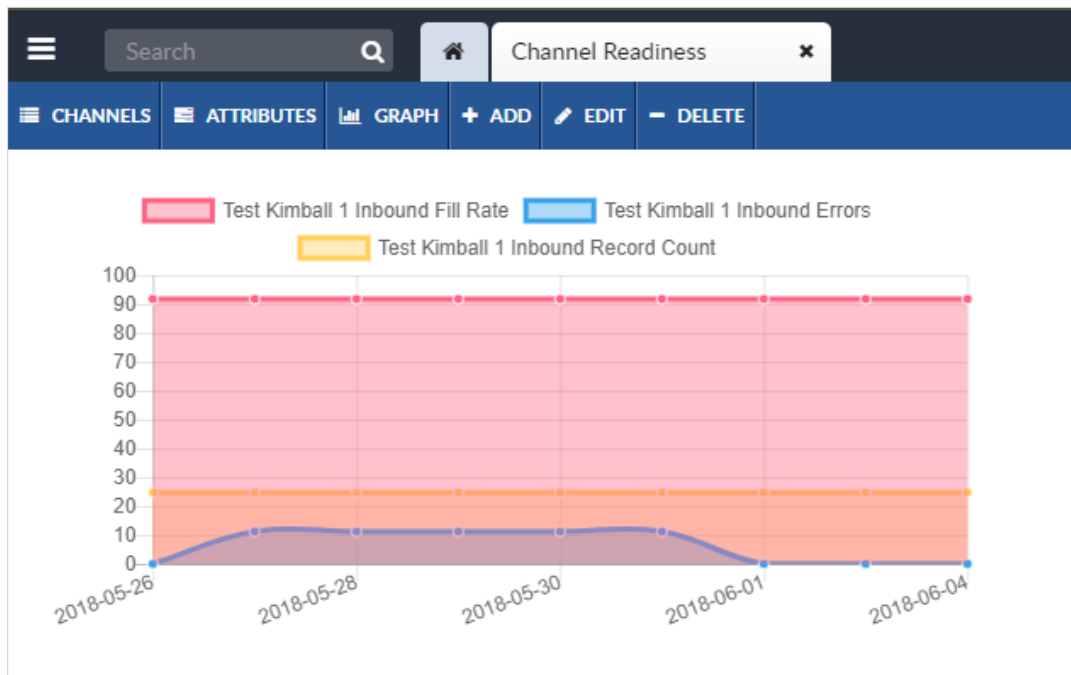 Search
Channel Readiness
CHANNELS ATTRIBUTES GRAPH ADD EDIT DELETE
Test Kimball 1 Inbound Fill Rate Test Kimball 1 Inbound Errors
Test Kimball 1 Inbound Record Count
100
90
80
70
60
50
40
30
20
10
0
2018-05-26 2018-05-28 2018-05-30 2018-06-01 2018-06-04